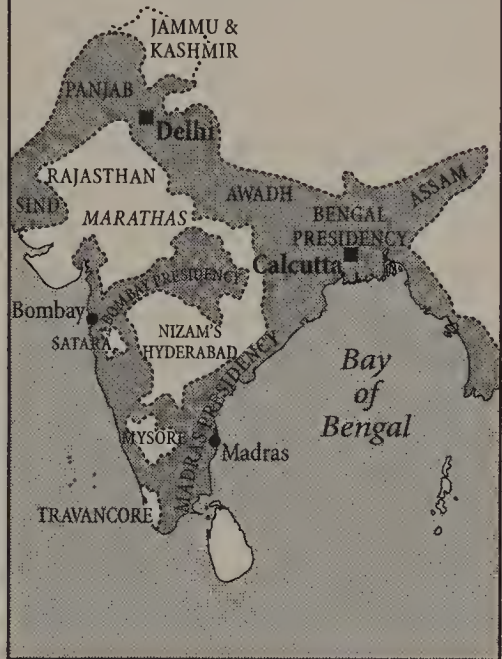 JAMMU &
KASHMIR
PANJAB
Delhi
RAJASTHAN
SIND
MARATHAS
AWADH
ASSAM
BENGAL
PRESIDENCY
Calcutta
BOMBAY PRESIDENCY
Bombay
SATARA
NIZAM'S
HYDERABAD
MADRAS PRESIDENCY
Bay
of
Bengal
MYSORE
Madras
TRAVANCORE